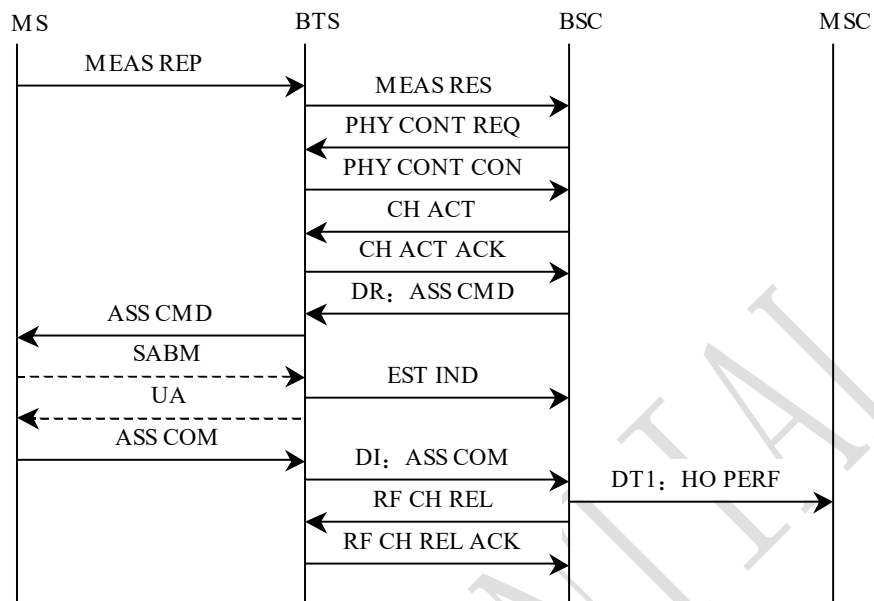 MS BTS BSC MSC
MEAS REP
MEAS RES
PHY CONT REQ
PHY CONT CON
CH ACT
CH ACT ACK
DR：ASS CMD
ASS CMD
SABM
EST IND
UA
ASS COM
DI：ASS COM
DT1：HO PERF
RF CH REL
RF CH REL ACK